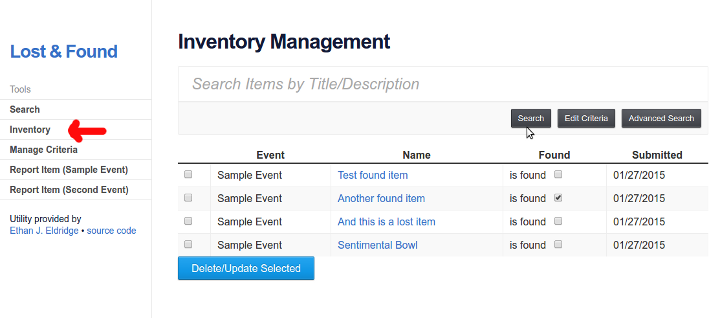 Lost & Found
Tools
Search
Inventory
Manage Criteria
Report Item (Sample Event)
Report Item (Second Event)
Utility provided by
Ethan J. Eldridge • source code
Inventory Management
Search Items by Title/Description
Search Edit Criteria Advanced Search
Event Name Found Submitted
Sample Event Test found item is found 01/27/2015
Sample Event Another found item is found 01/27/2015
Sample Event And this is a lost item is found 01/27/2015
Sample Event Sentimental Bowl is found 01/27/2015
Delete/Update Selected